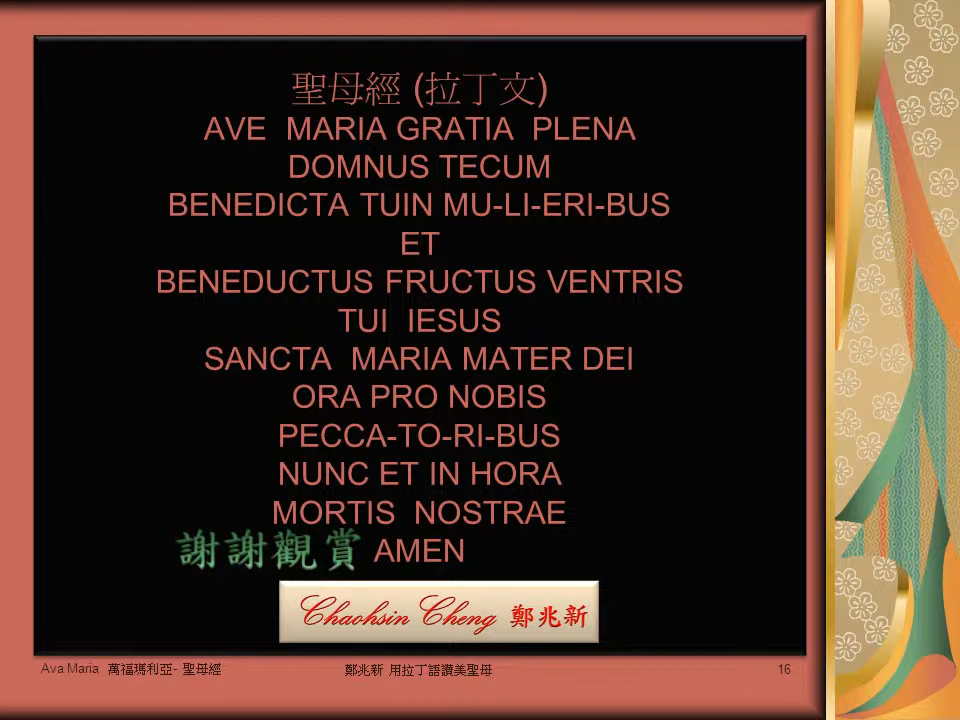 聖母經 (拉丁文)
AVE MARIA GRATIA PLENA
DOMNUS TECUM
BENEDICTA TUIN MU-LI-ERI-BUS
ET
BENEDUCTUS FRUCTUS VENTRIS
TUI IESUS
SANCTA MARIA MATER DEI
ORA PRO NOBIS
PECCA-TO-RI-BUS
NUNC ET IN HORA
MORTIS NOSTRAE
謝謝觀賞 AMEN
Chaohsin Cheng 鄭兆新
Ava Maria 萬福瑪利亞- 聖母經 鄭兆新 用拉丁語讚美聖母 16